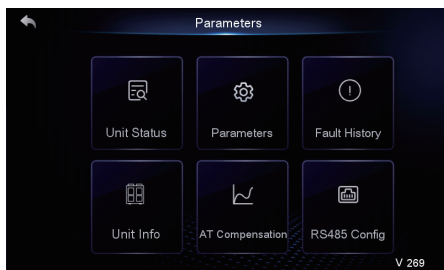 Parameters
Unit Status
Parameters
Fault History
Unit Info
AT Compensation
RS485 Config
V 269